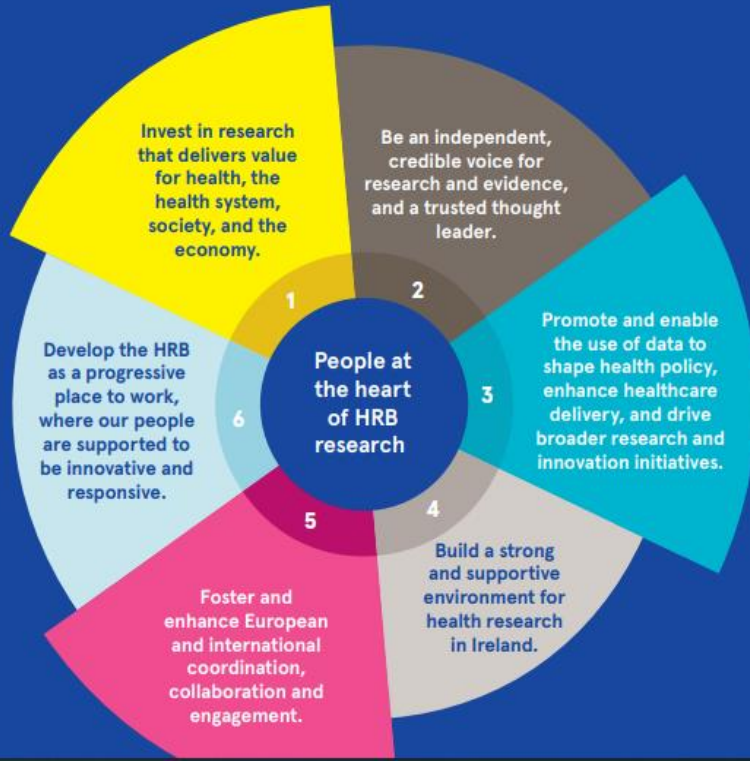 Invest in research
that delivers value
for health, the
health system,
society, and the
economy.
1
Be an independent,
credible voice for
research and evidence,
and a trusted thought
leader.
2
Promote and enable
the use of data to
shape health policy,
enhance healthcare
delivery, and drive
broader research and
innovation initiatives.
3
Build a strong
and supportive
environment for
health research
in Ireland.
4
Foster and
enhance European
and international
coordination,
collaboration and
engagement.
5
Develop the HRB
as a progressive
place to work,
where our people
are supported to
be innovative and
responsive.
6
People at
the heart
of HRB
research